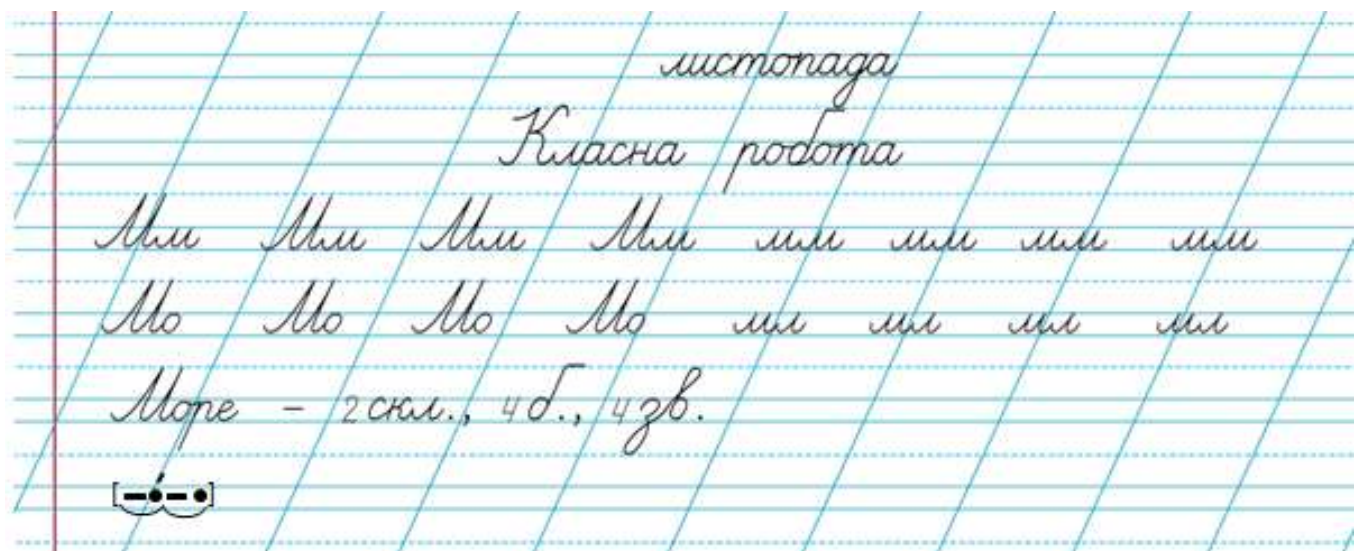 листопада
Класна робота
Мм Мм Мм Мм мм мм мм мм
Мо Мо Мо Мо мл мл мл мл
Море – 2 скл., 4 б., 4 зв.
[–•–•]